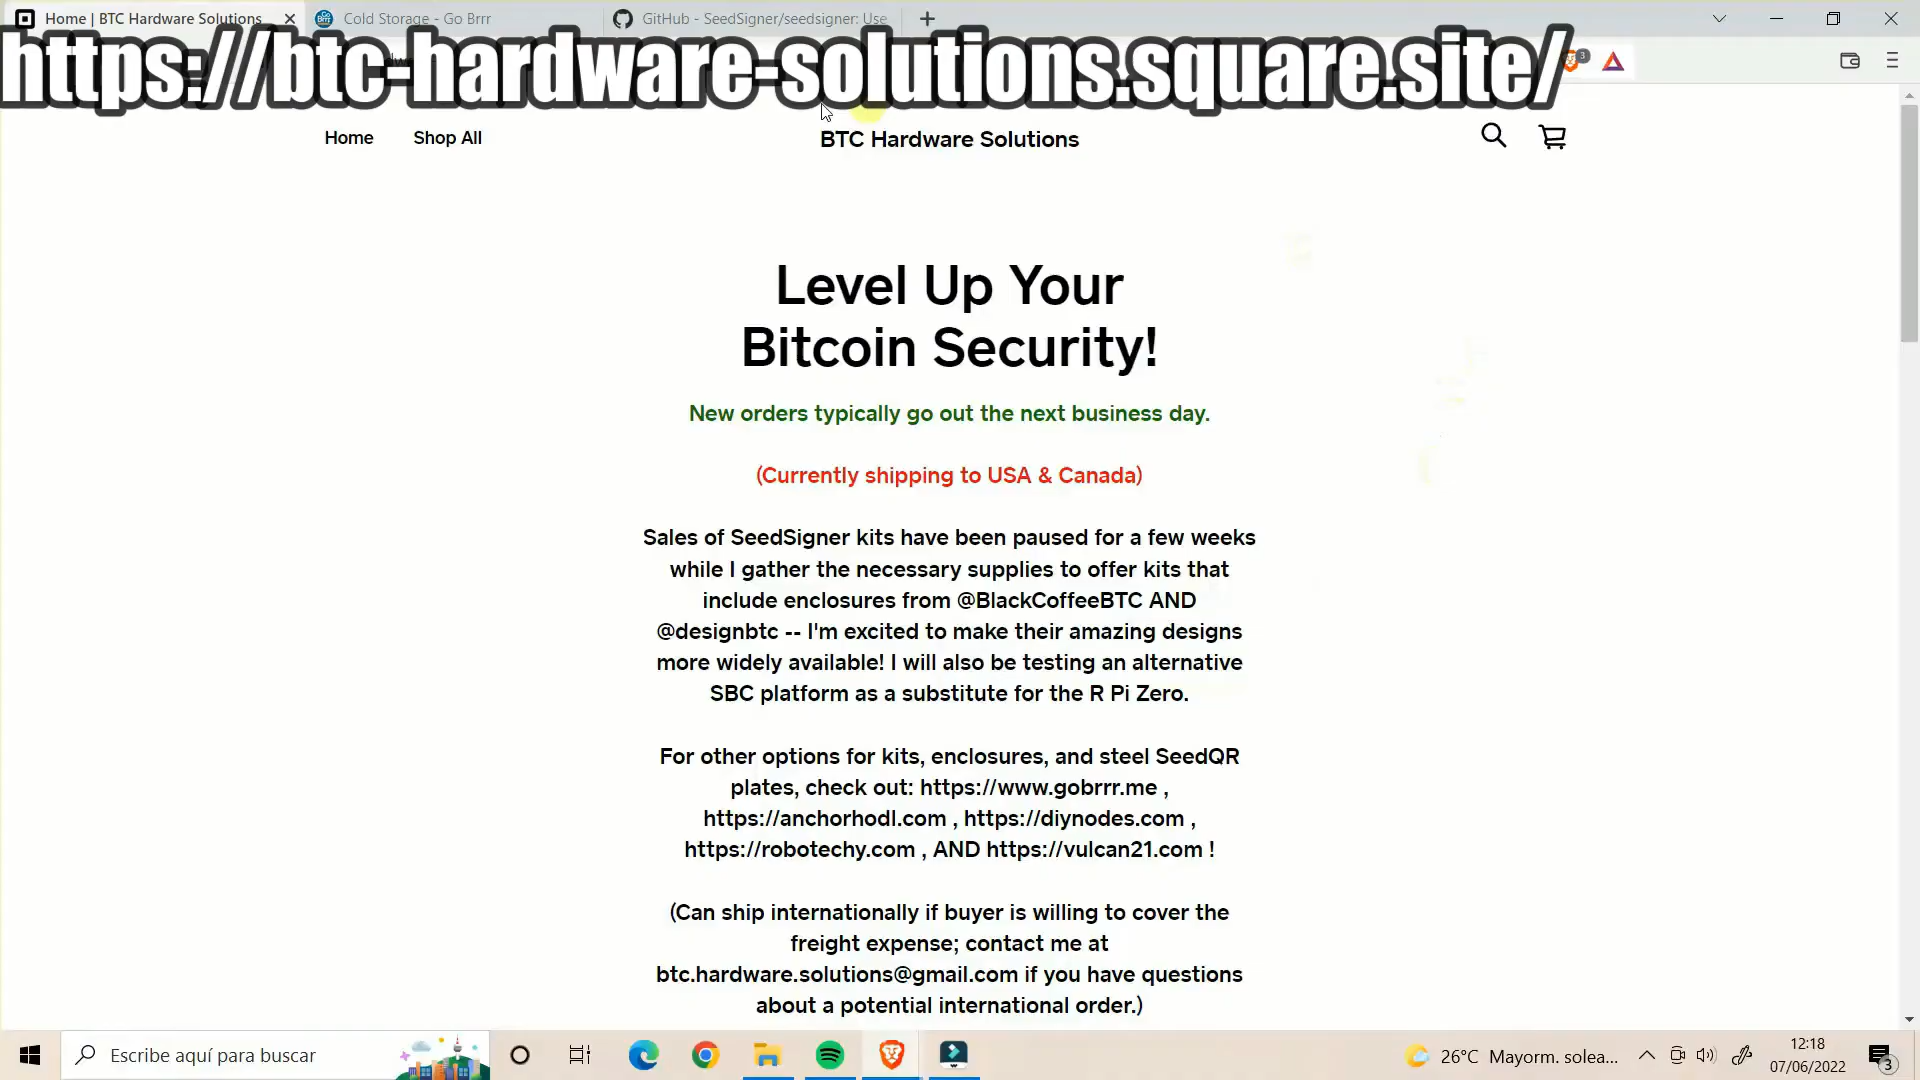 Home | BTC Hardware Solutions
Cold Storage - Go Brrr
GitHub - SeedSigner/seedsigner: Use
https://btc-hardware-solutions.square.site/
3
Home
Shop All
BTC Hardware Solutions
Level Up Your
Bitcoin Security!
New orders typically go out the next business day.
(Currently shipping to USA & Canada)
Sales of SeedSigner kits have been paused for a few weeks
while I gather the necessary supplies to offer kits that
include enclosures from @BlackCoffeeBTC AND
@designbtc -- I'm excited to make their amazing designs
more widely available! I will also be testing an alternative
SBC platform as a substitute for the R Pi Zero.
For other options for kits, enclosures, and steel SeedQR
plates, check out: https://www.gobrrr.me ,
https://anchorhodl.com , https://diynodes.com ,
https://robotechy.com , AND https://vulcan21.com !
(Can ship internationally if buyer is willing to cover the
freight expense; contact me at
btc.hardware.solutions@gmail.com if you have questions
about a potential international order.)
Escribe aquí para buscar
26°C Mayorm. solea...
12:18
07/06/2022
3